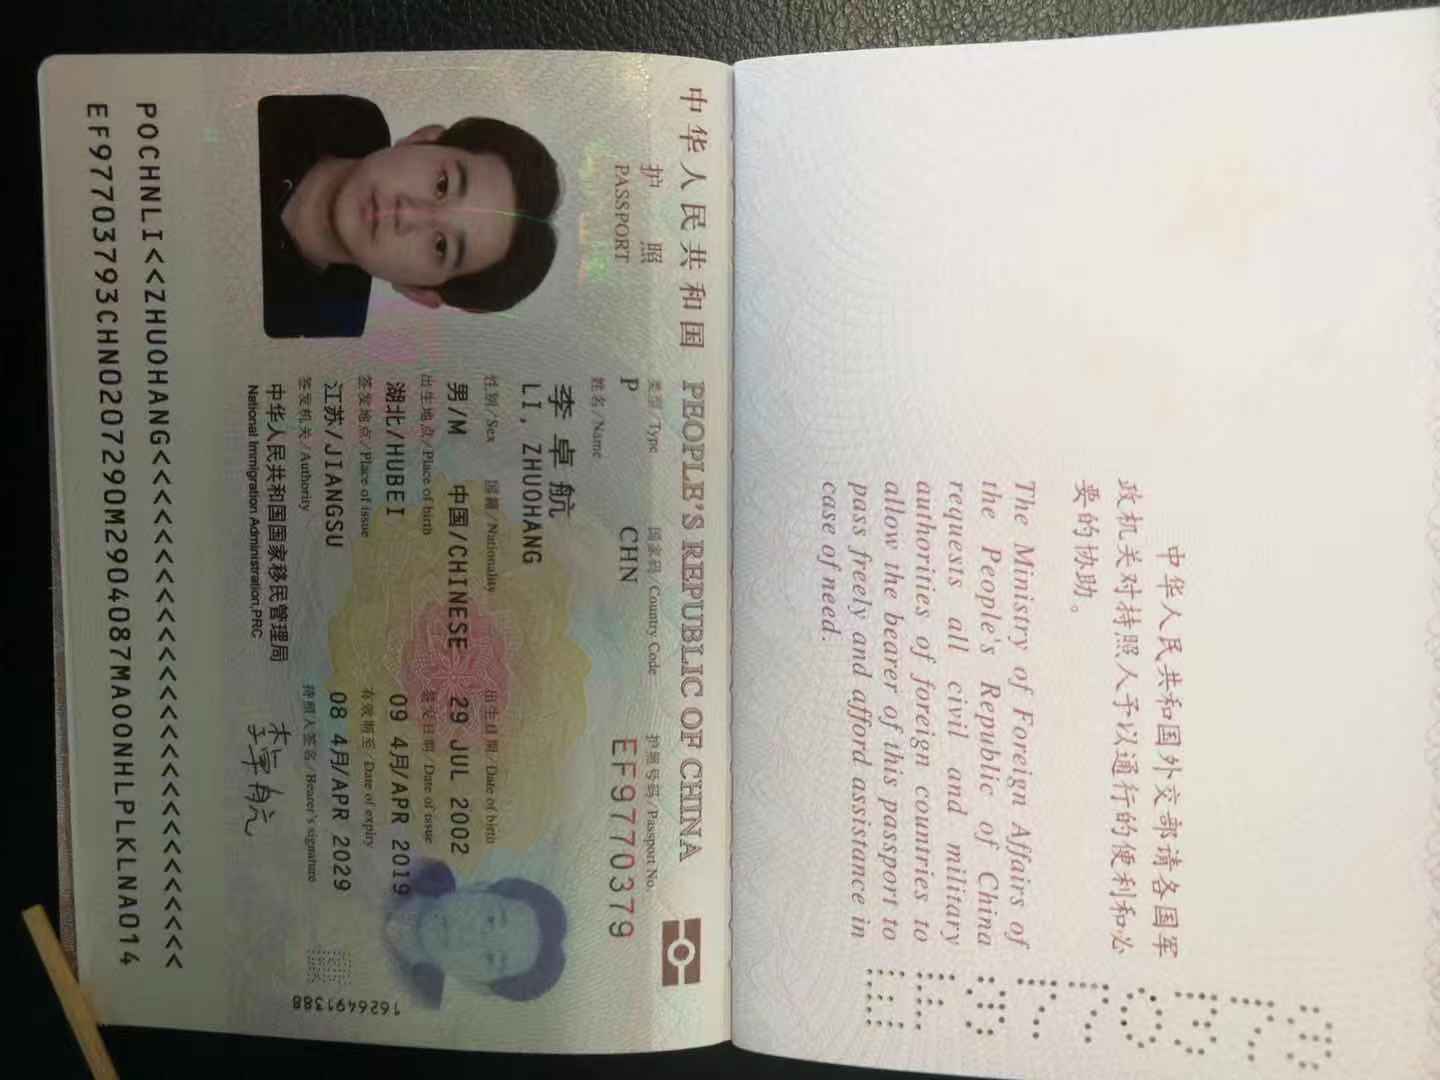 中华人民共和国外交部请各国军
政机关对持照人予以通行的便利和必
要的协助。
The Ministry of Foreign Affairs of
the People's Republic of China
requests all civil and military
authorities of foreign countries to
allow the bearer of this passport to
pass freely and afford assistance in
case of need.
中华人民共和国 PEOPLE'S REPUBLIC OF CHINA
护照 类型/Type 国家码/Country Code 护照号码/Passport No.
PASSPORT P CHN EF9770379
姓名/Name
李卓航
LI, ZHUOHANG
性别/Sex 国籍/Nationality 出生日期/Date of birth
男/M 中国/CHINESE 29 JUL 2002
出生地点/Place of birth 签发日期/Date of issue
湖北/HUBEI 09 4月/APR 2019
签发地点/Place of issue 有效期至/Date of expiry
江苏/JIANGSU 08 4月/APR 2029
签发机关/Authority 持照人签名/Bearer's signature
中华人民共和国国家移民管理局 李卓航
National Immigration Administration,PRC
1626491388
POCHNLI<<ZHUOHANG<<<<<<<<<<<<<<<<<<<<<<<<<<<
EF97703793CHN0207290M2904087MAOONHLPLKLNA014